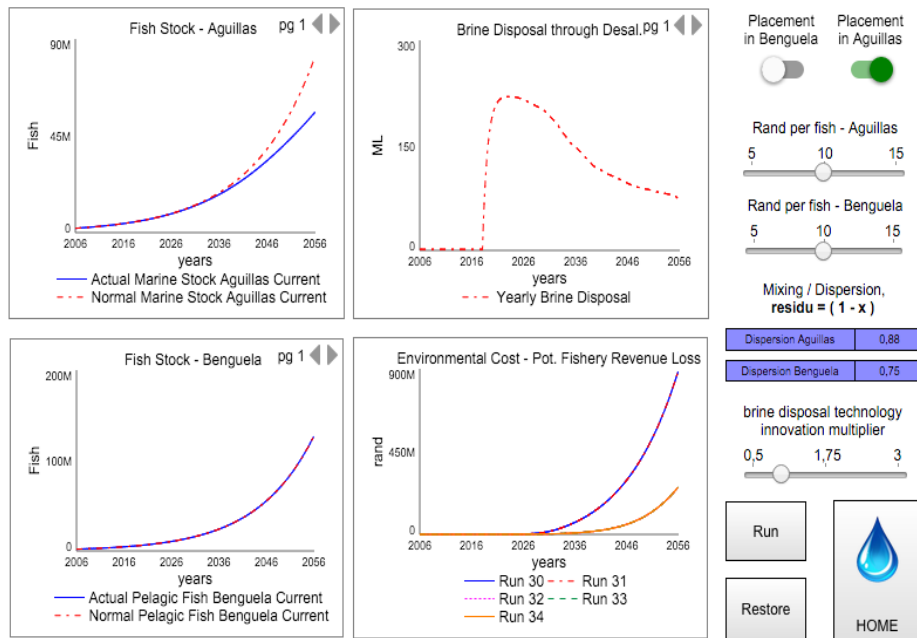 Fish Stock - Aguillas
pg 1
90M
45M
0
Fish
2006
2016
2026
2036
2046
2056
years
Actual Marine Stock Aguillas Current
Normal Marine Stock Aguillas Current
Brine Disposal through Desal.
pg 1
300
150
0
ML
2006
2016
2026
2036
2046
2056
years
Yearly Brine Disposal
Fish Stock - Benguela
pg 1
200M
100M
0
Fish
2006
2016
2026
2036
2046
2056
years
Actual Pelagic Fish Benguela Current
Normal Pelagic Fish Benguela Current
Environmental Cost - Pot. Fishery Revenue Loss
900M
450M
0
rand
2006
2016
2026
2036
2046
2056
years
Run 30
Run 31
Run 32
Run 33
Run 34
Placement
in Benguela
Placement
in Aguillas
Rand per fish - Aguillas
5 10 15
Rand per fish - Benguela
5 10 15
Mixing / Dispersion,
residu = ( 1 - x )
Dispersion Aguillas 0,88
Dispersion Benguela 0,75
brine disposal technology
innovation multiplier
0,5 1,75 3
Run
Restore
HOME